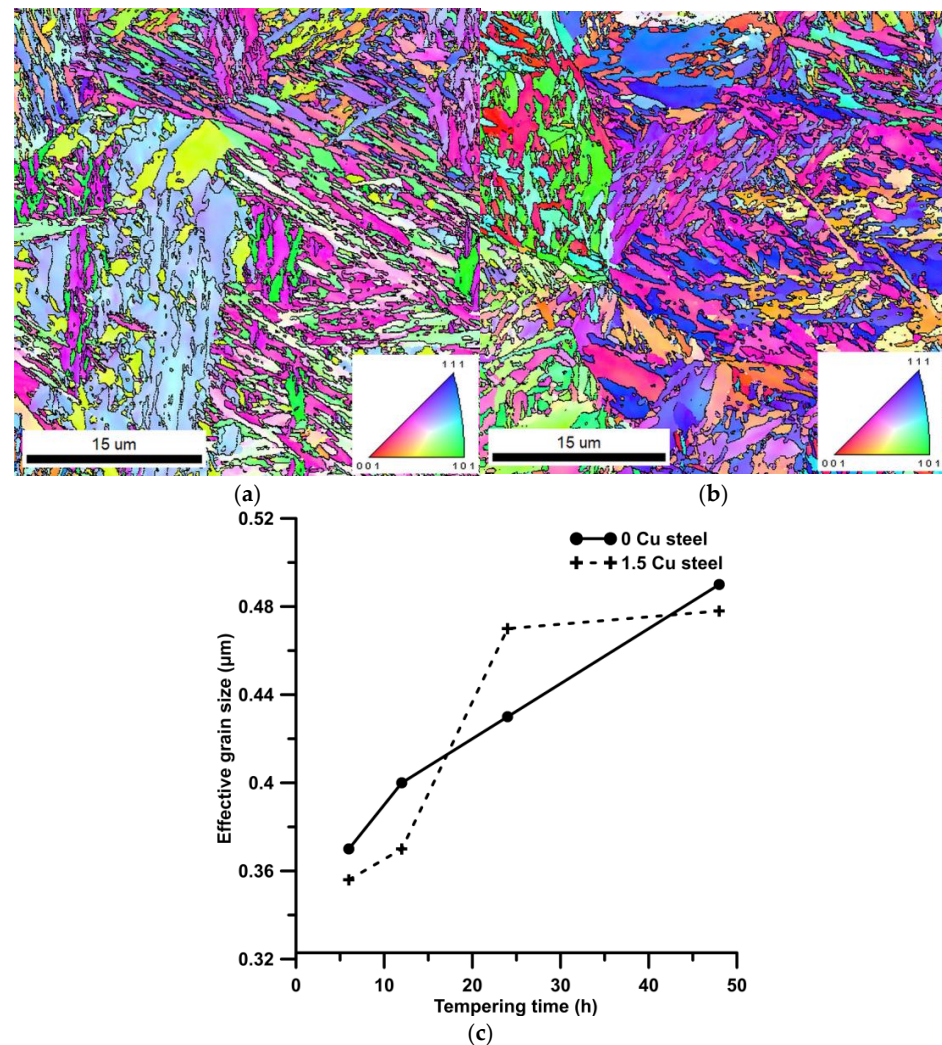 111
15 um
001
101
111
15 um
001
101
(a)
(b)
0.52
0 Cu steel
1.5 Cu steel
0.48
0.44
0.4
0.36
0.32
Effective grain size (μm)
0 10 20 30 40 50
Tempering time (h)
(c)